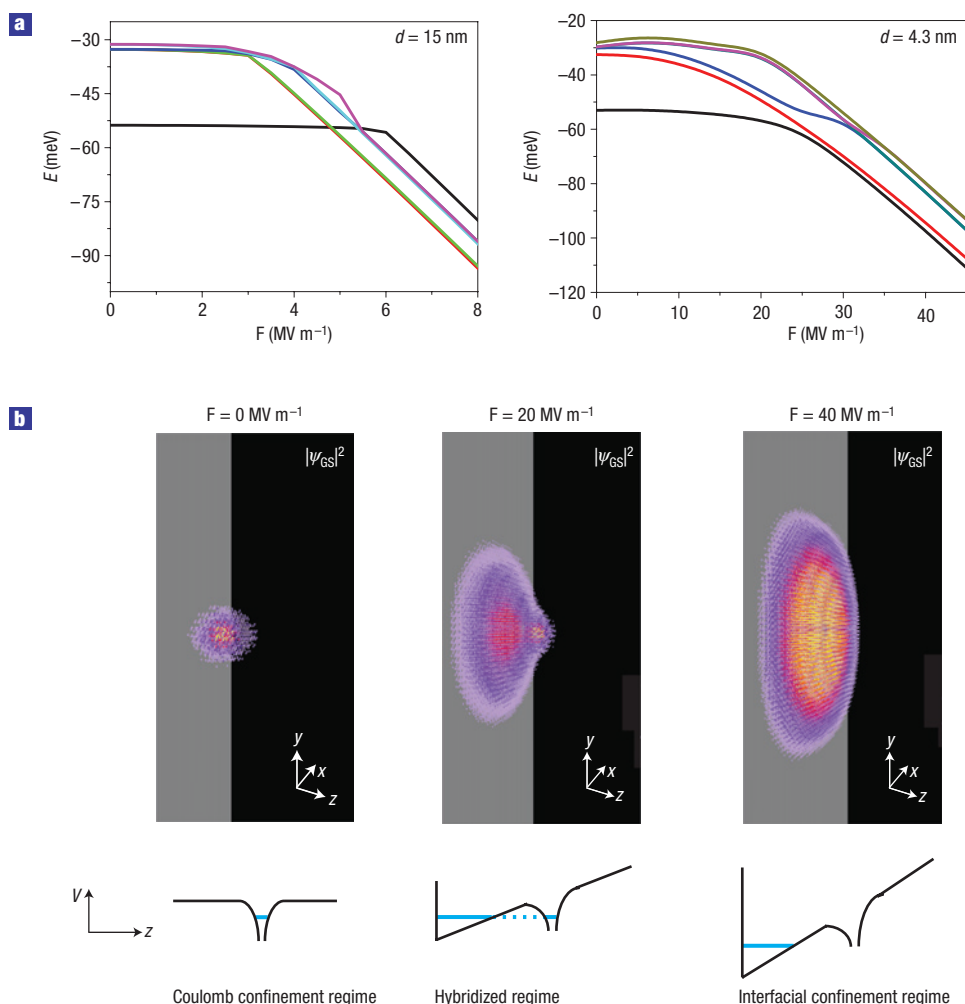 a
d = 15 nm
−30
−45
−60
−75
−90
E (meV)
0 2 4 6 8
F (MV m⁻¹)
d = 4.3 nm
−20
−40
−60
−80
−100
−120
E (meV)
0 10 20 30 40
F (MV m⁻¹)
b
F = 0 MV m⁻¹
F = 20 MV m⁻¹
F = 40 MV m⁻¹
|ψGS|²
|ψGS|²
|ψGS|²
y
x
z
y
x
z
y
x
z
V
z
Coulomb confinement regime
Hybridized regime
Interfacial confinement regime